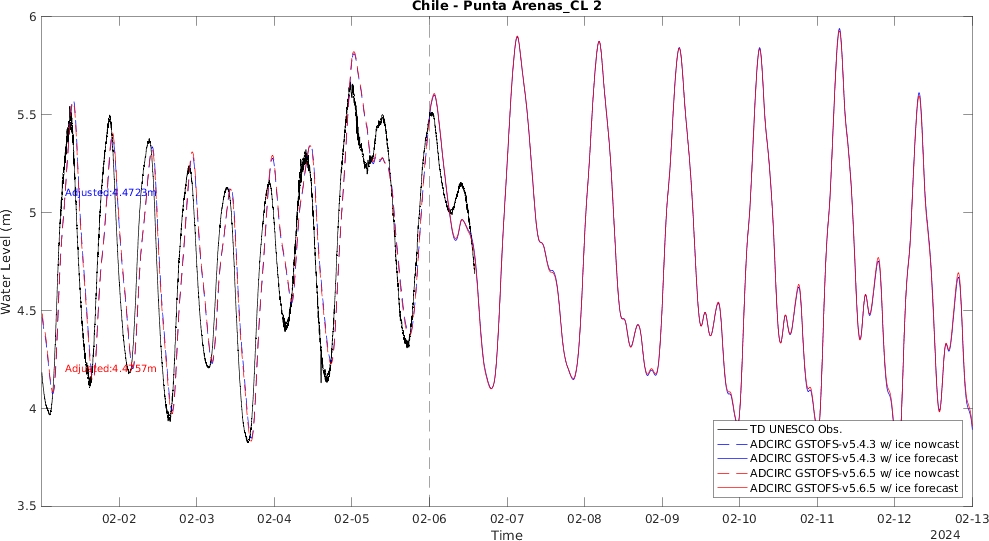 Chile - Punta Arenas_CL 2
6
5.5
5
4.5
4
3.5
Water Level (m)
Adjusted:4.4723m
Adjusted:4.4757m
TD UNESCO Obs.
ADCIRC GSTOFS-v5.4.3 w/ ice nowcast
ADCIRC GSTOFS-v5.4.3 w/ ice forecast
ADCIRC GSTOFS-v5.6.5 w/ ice nowcast
ADCIRC GSTOFS-v5.6.5 w/ ice forecast
02-02 02-03 02-04 02-05 02-06 02-07 02-08 02-09 02-10 02-11 02-12 02-13
Time
2024